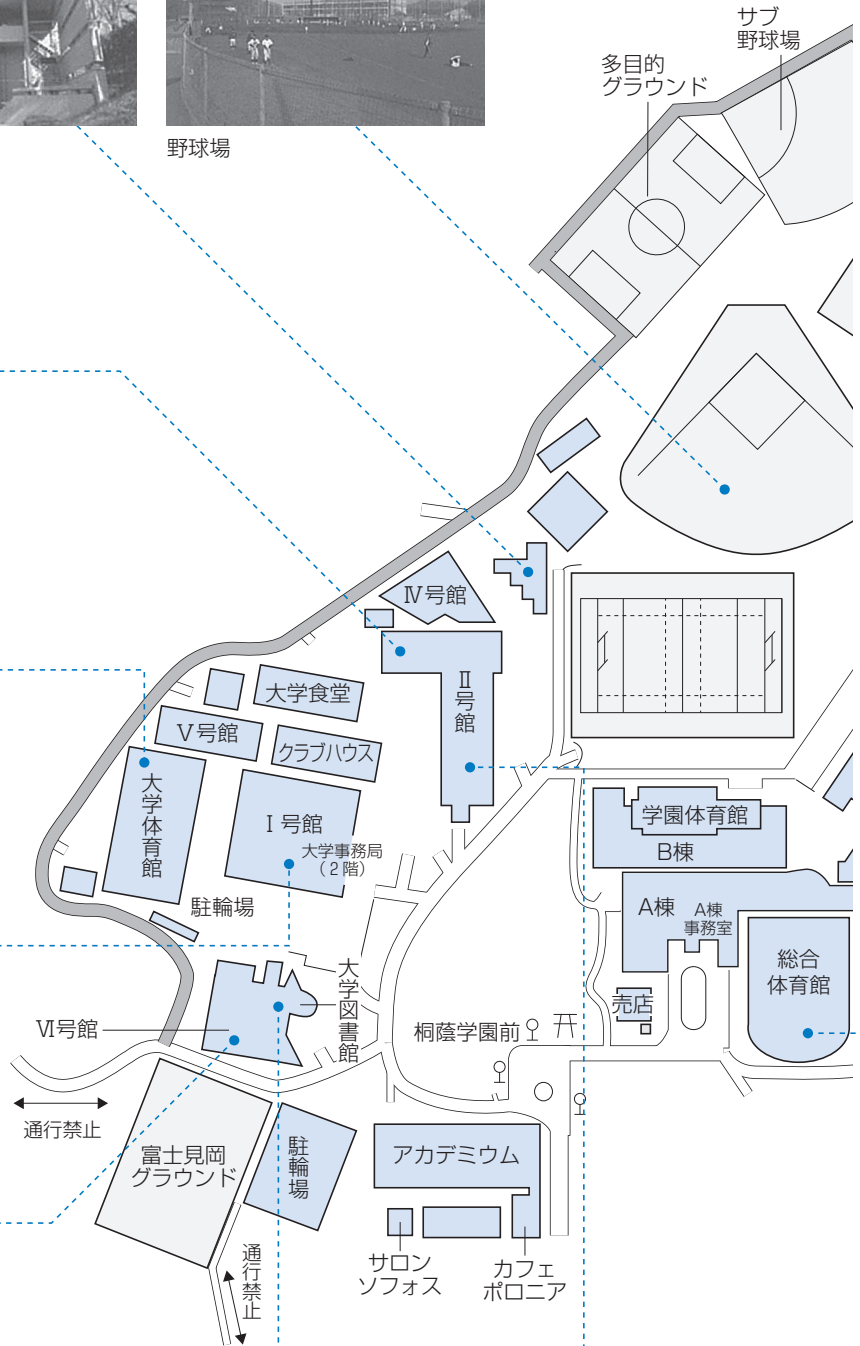 サブ
野球場
多目的
グラウンド
野球場
Ⅳ号館
Ⅱ号館
大学食堂
Ⅴ号館
クラブハウス
大学体育館
Ⅰ号館
大学事務局
（2階）
学園体育館
B棟
A棟
A棟
事務室
駐輪場
総合
体育館
大学図書館
売店
Ⅵ号館
桐蔭学園前
通行禁止
富士見岡
グラウンド
駐輪場
アカデミウム
通行禁止
サロン
ソフォス
カフェ
ポロニア